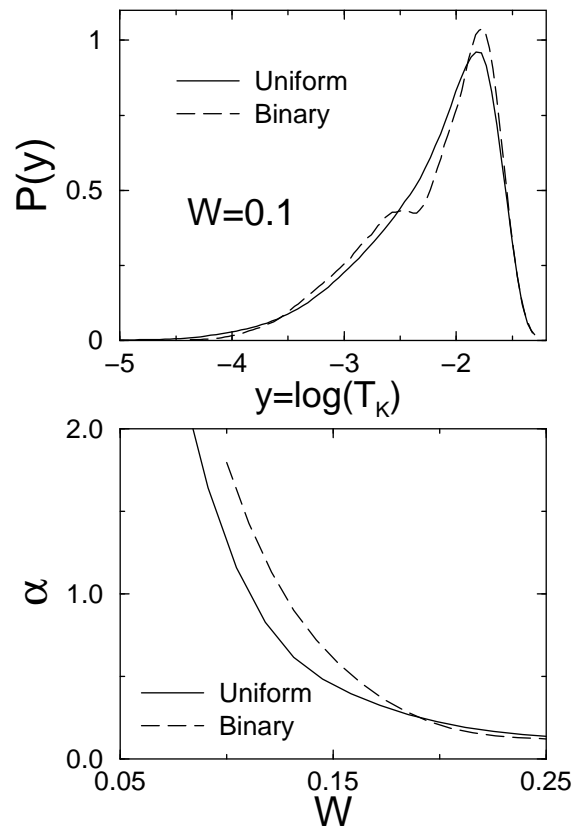 1
Uniform
Binary
P(y)
0.5
W=0.1
0
−5
−4
−3
−2
y=log(T_K)
2.0
α
1.0
Uniform
Binary
0.0
0.05
0.15
0.25
W